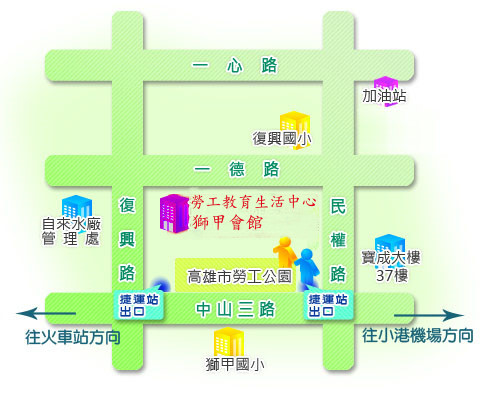 一心路
加油站
復興國小
一德路
勞工教育生活中心
獅甲會館
復興路
民權路
自來水廠
管理處
寶成大樓
37樓
高雄市勞工公園
捷運站
出口
中山三路
捷運站
出口
往火車站方向
往小港機場方向
獅甲國小